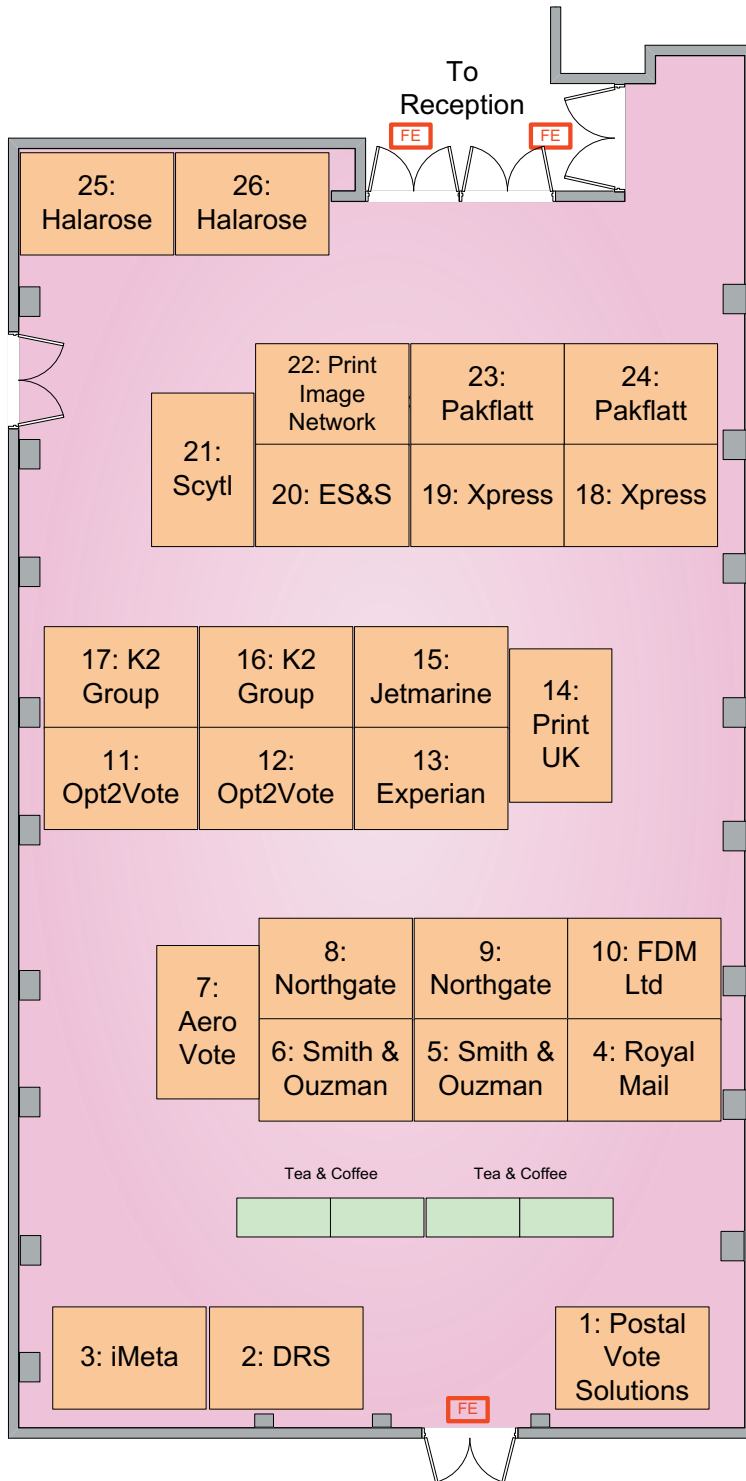 To
Reception
FE
FE
25:
Halarose
26:
Halarose
22: Print
Image
Network
23:
Pakflatt
24:
Pakflatt
21:
Scytl
20: ES&S
19: Xpress
18: Xpress
17: K2
Group
16: K2
Group
15:
Jetmarine
14:
Print
UK
11:
Opt2Vote
12:
Opt2Vote
13:
Experian
8:
Northgate
9:
Northgate
10: FDM
Ltd
7:
Aero
Vote
6: Smith &
Ouzman
5: Smith &
Ouzman
4: Royal
Mail
Tea & Coffee
Tea & Coffee
3: iMeta
2: DRS
1: Postal
Vote
Solutions
FE